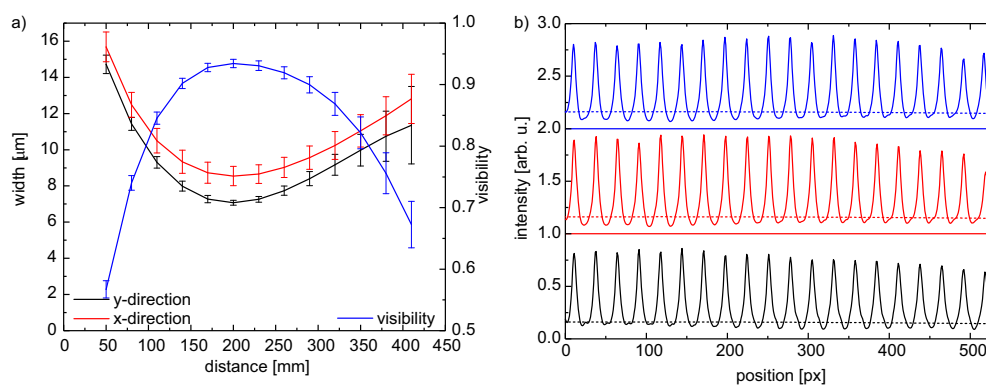 a)
16
14
12
10
8
6
4
2
0
width [µm]
1.0
0.9
0.8
0.7
0.6
0.5
visibility
y-direction
x-direction
visibility
0 50 100 150 200 250 300 350 400 450
distance [mm]
b)
3.0
2.5
2.0
1.5
1.0
0.5
0.0
intensity [arb. u.]
0 100 200 300 400 500
position [px]